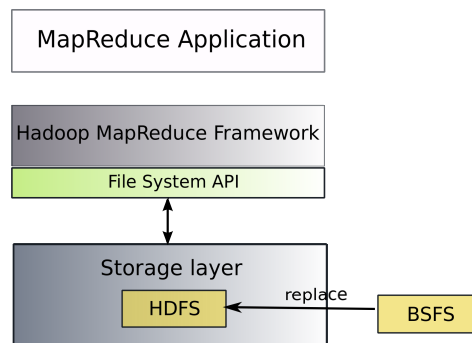 MapReduce Application
Hadoop MapReduce Framework
File System API
Storage layer
replace
HDFS
BSFS